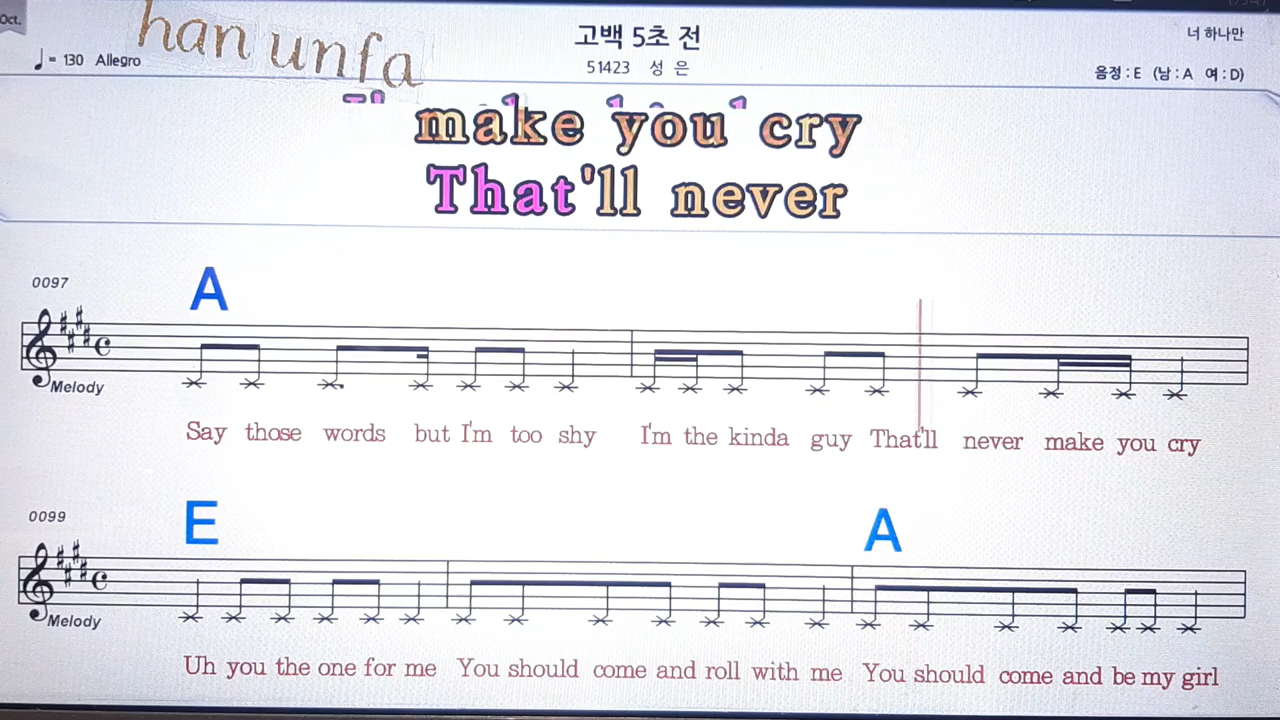 Oct.
han unfa
고백 5초 전
너 하나만
♩= 130 Allegro
51423 성 은
음정 : E (남 : A 여 : D)
make you cry
That'll never
0097
A
Melody
Say those words but I'm too shy I'm the kinda guy That'll never make you cry
0099
E A
Melody
Uh you the one for me You should come and roll with me You should come and be my girl